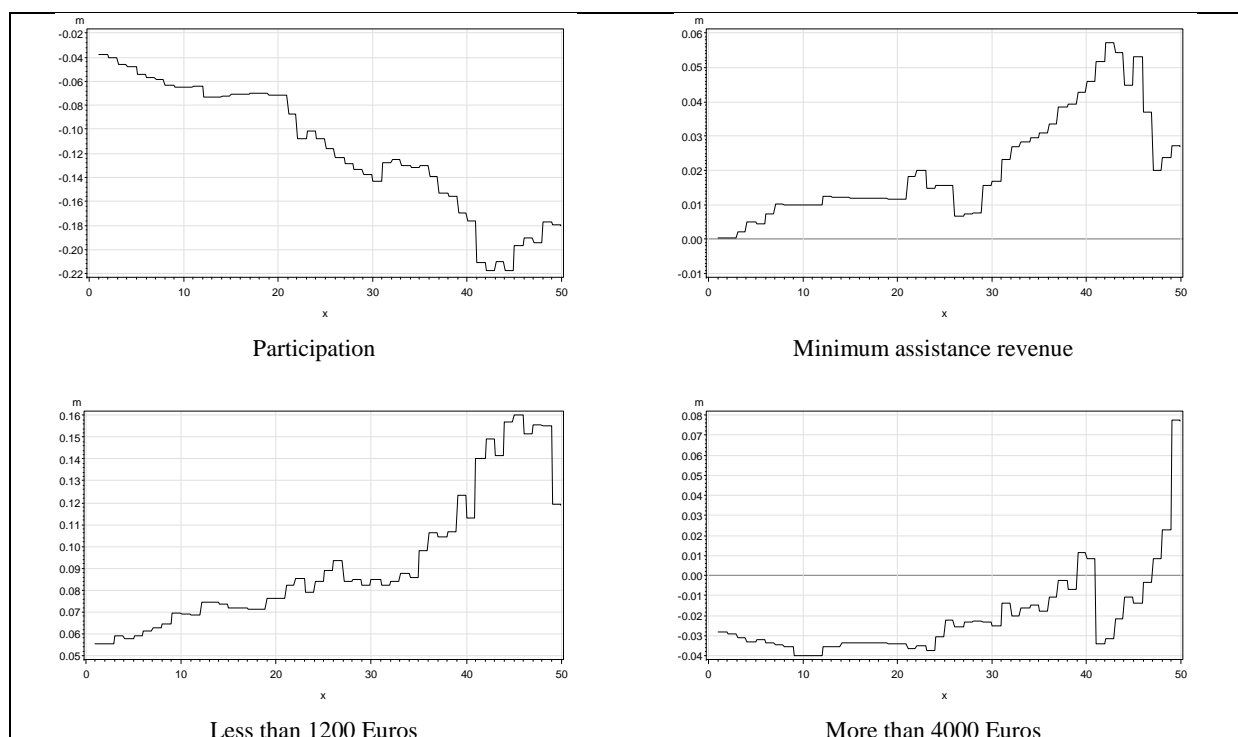 m
-0.02
-0.04
-0.06
-0.08
-0.10
-0.12
-0.14
-0.16
-0.18
-0.20
-0.22
0 10 20 30 40 50
x
Participation
m
0.06
0.05
0.04
0.03
0.02
0.01
0.00
-0.01
0 10 20 30 40 50
x
Minimum assistance revenue
m
0.16
0.15
0.14
0.13
0.12
0.11
0.10
0.09
0.08
0.07
0.06
0.05
0 10 20 30 40 50
x
Less than 1200 Euros
m
0.08
0.07
0.06
0.05
0.04
0.03
0.02
0.01
0.00
-0.01
-0.02
-0.03
-0.04
0 10 20 30 40 50
x
More than 4000 Euros